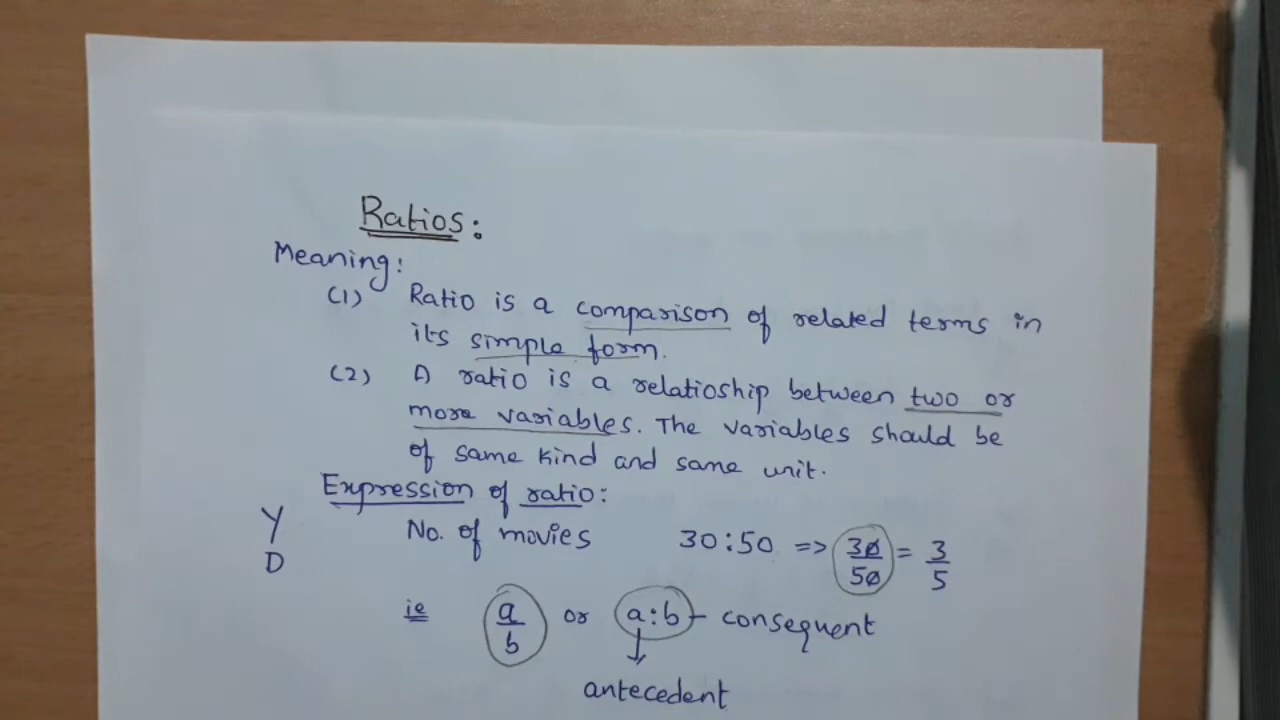 Ratios:
Meaning:
(1) Ratio is a comparison of related terms in
its simple form.
(2) A ratio is a relatioship between two or
more variables. The variables should be
of same kind and same unit.
Expression of ratio:
Y
D
No. of movies 30:50 => 30/50 = 3/5
ie a/b or a:b - consequent
antecedent